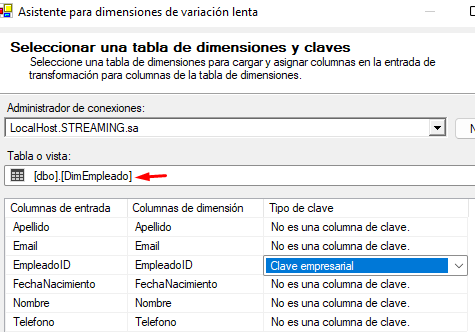 Asistente para dimensiones de variación lenta
Seleccionar una tabla de dimensiones y claves
Seleccione una tabla de dimensiones para cargar y asignar columnas en la entrada de
transformación para columnas de la tabla de dimensiones.
Administrador de conexiones:
LocalHost.STREAMING.sa
N
Tabla o vista:
[dbo].[DimEmpleado]
Columnas de entrada Columnas de dimensión Tipo de clave
Apellido Apellido No es una columna de clave.
Email Email No es una columna de clave.
EmpleadoID EmpleadoID Clave empresarial
FechaNacimiento FechaNacimiento No es una columna de clave.
Nombre Nombre No es una columna de clave.
Telefono Telefono No es una columna de clave.